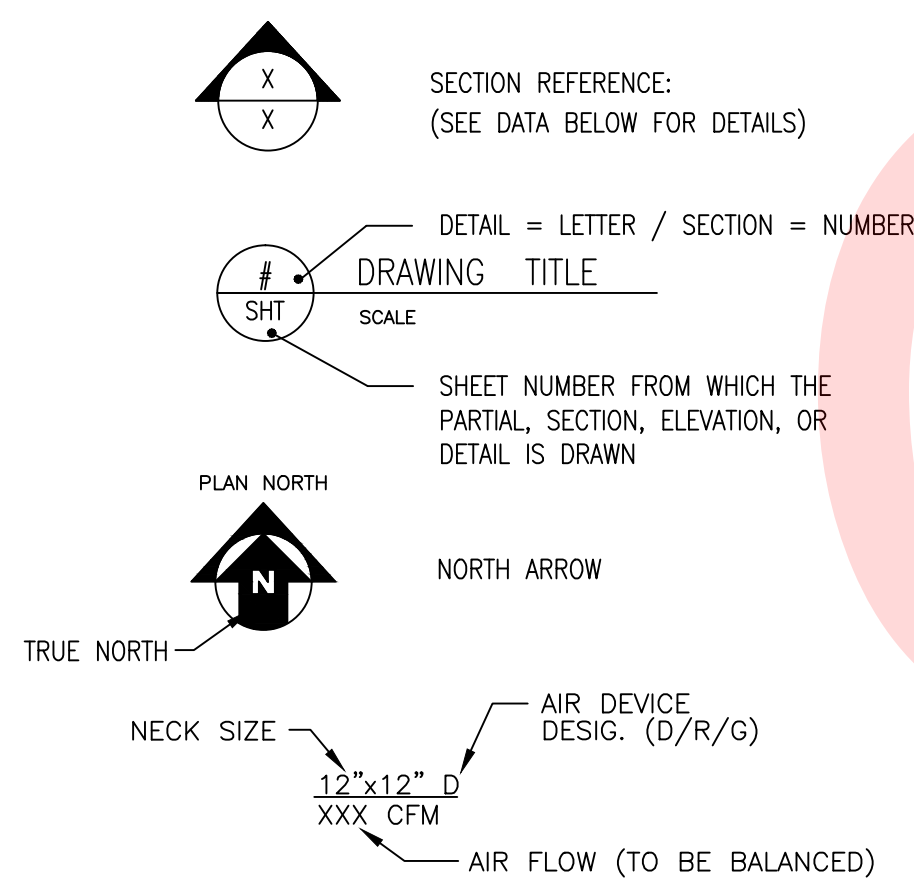 X
X
SECTION REFERENCE:
(SEE DATA BELOW FOR DETAILS)
DETAIL = LETTER / SECTION = NUMBER
#
SHT
DRAWING TITLE
SCALE
SHEET NUMBER FROM WHICH THE
PARTIAL, SECTION, ELEVATION, OR
DETAIL IS DRAWN
PLAN NORTH
N
NORTH ARROW
TRUE NORTH
NECK SIZE
AIR DEVICE
DESIG. (D/R/G)
12"x12" D
XXX CFM
AIR FLOW (TO BE BALANCED)